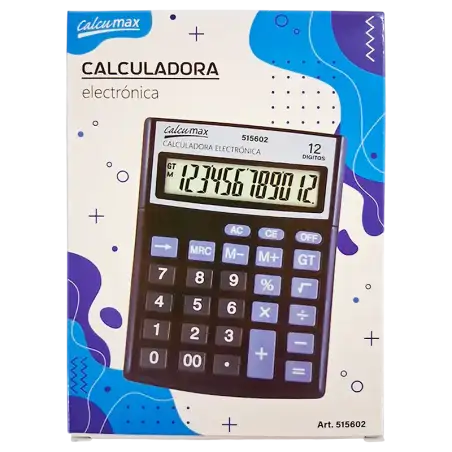 Calcumax
CALCULADORA
electrónica
Calcumax
515602
CALCULADORA ELECTRÓNICA
12
DIGITOS
GT
M
123456789012
AC CE OFF
→ MRC M− M+ GT
7 8 9 % √
4 5 6 × ÷
1 2 3 + −
0 00 · =
Art. 515602